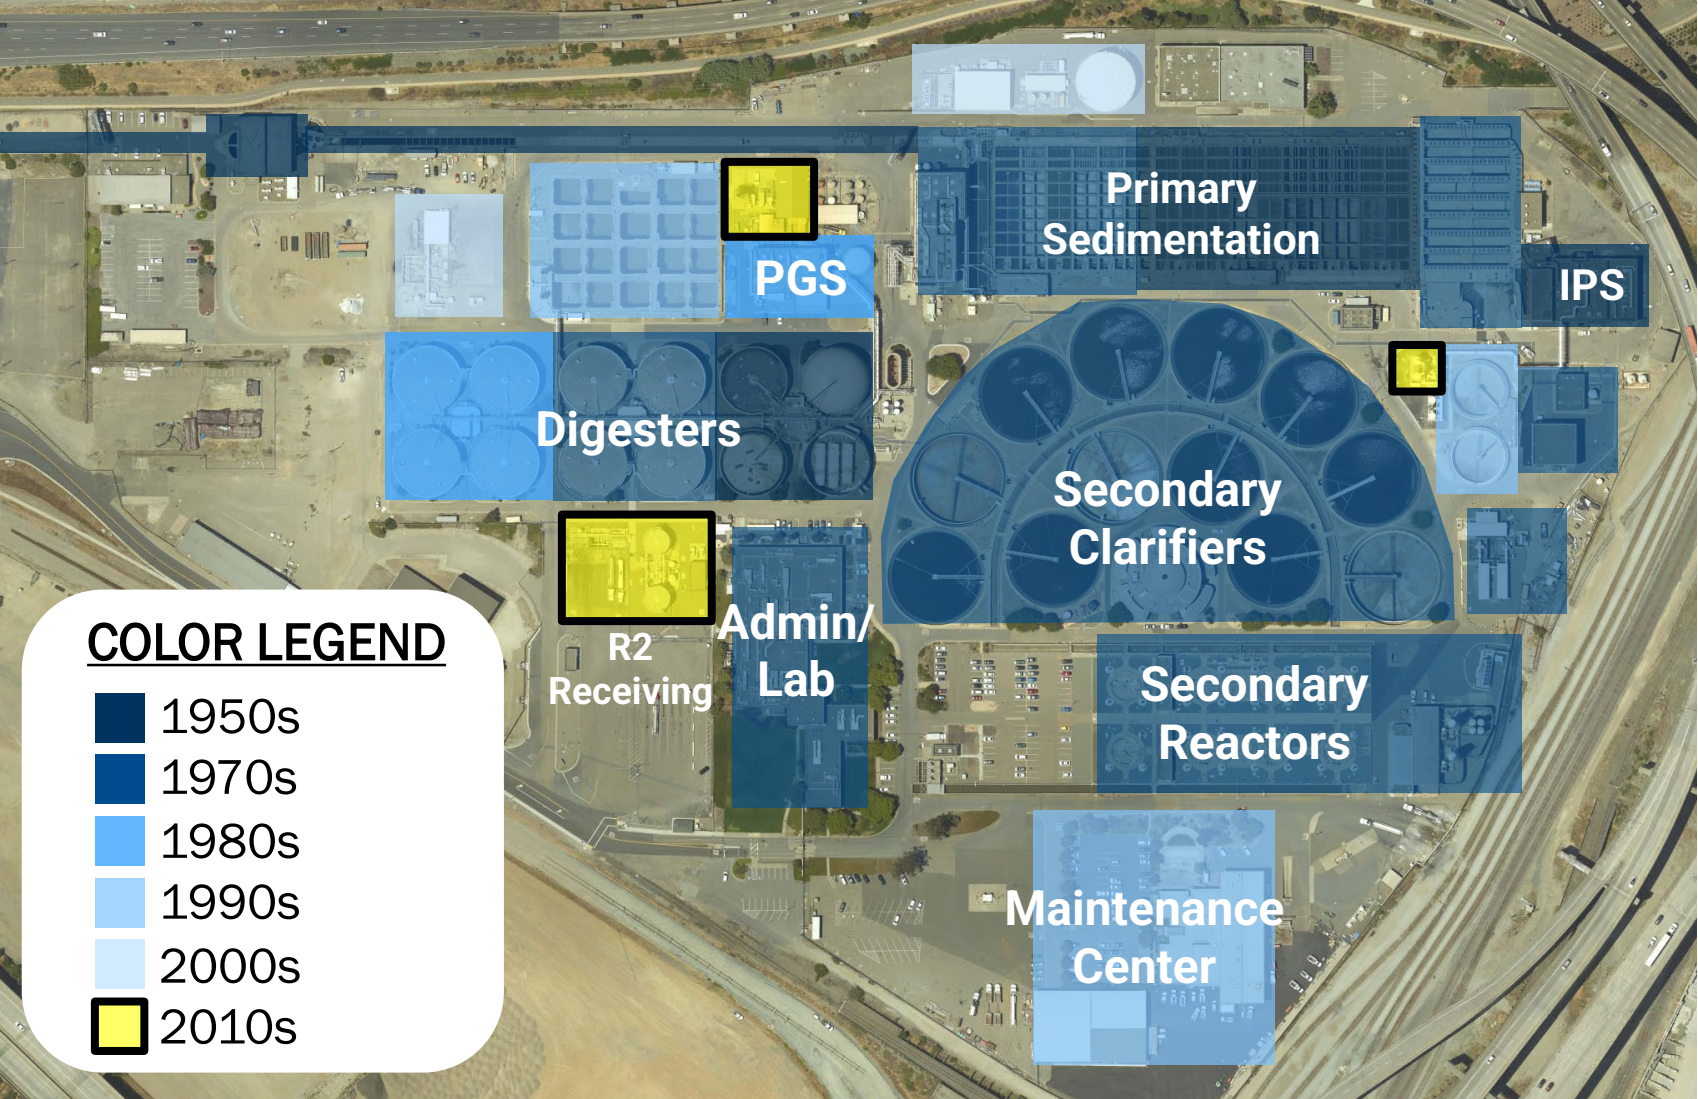 Primary
Sedimentation
PGS
IPS
Digesters
Secondary
Clarifiers
Admin/
Lab
R2
Receiving
Secondary
Reactors
Maintenance
Center
COLOR LEGEND
1950s
1970s
1980s
1990s
2000s
2010s